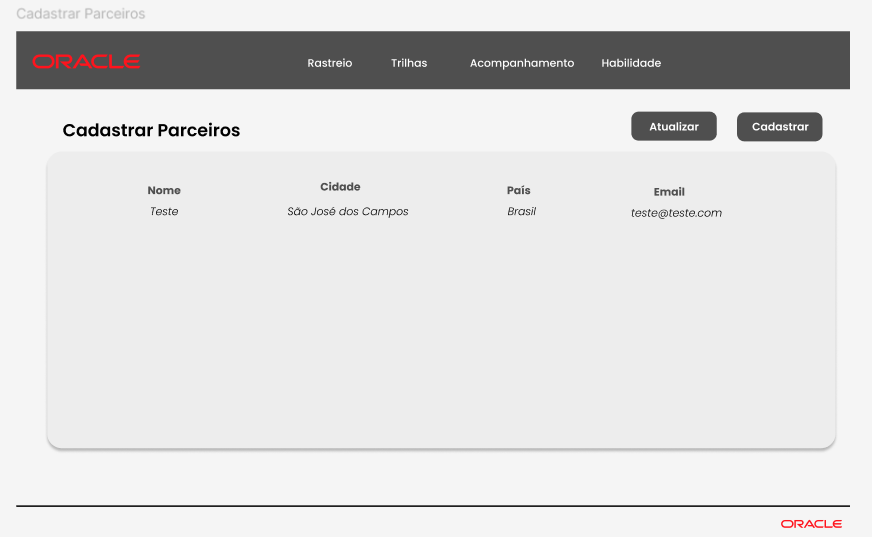 Cadastrar Parceiros
ORACLE Rastreio Trilhas Acompanhamento Habilidade
Cadastrar Parceiros Atualizar Cadastrar
Nome Cidade País Email
Teste São José dos Campos Brasil teste@teste.com
ORACLE